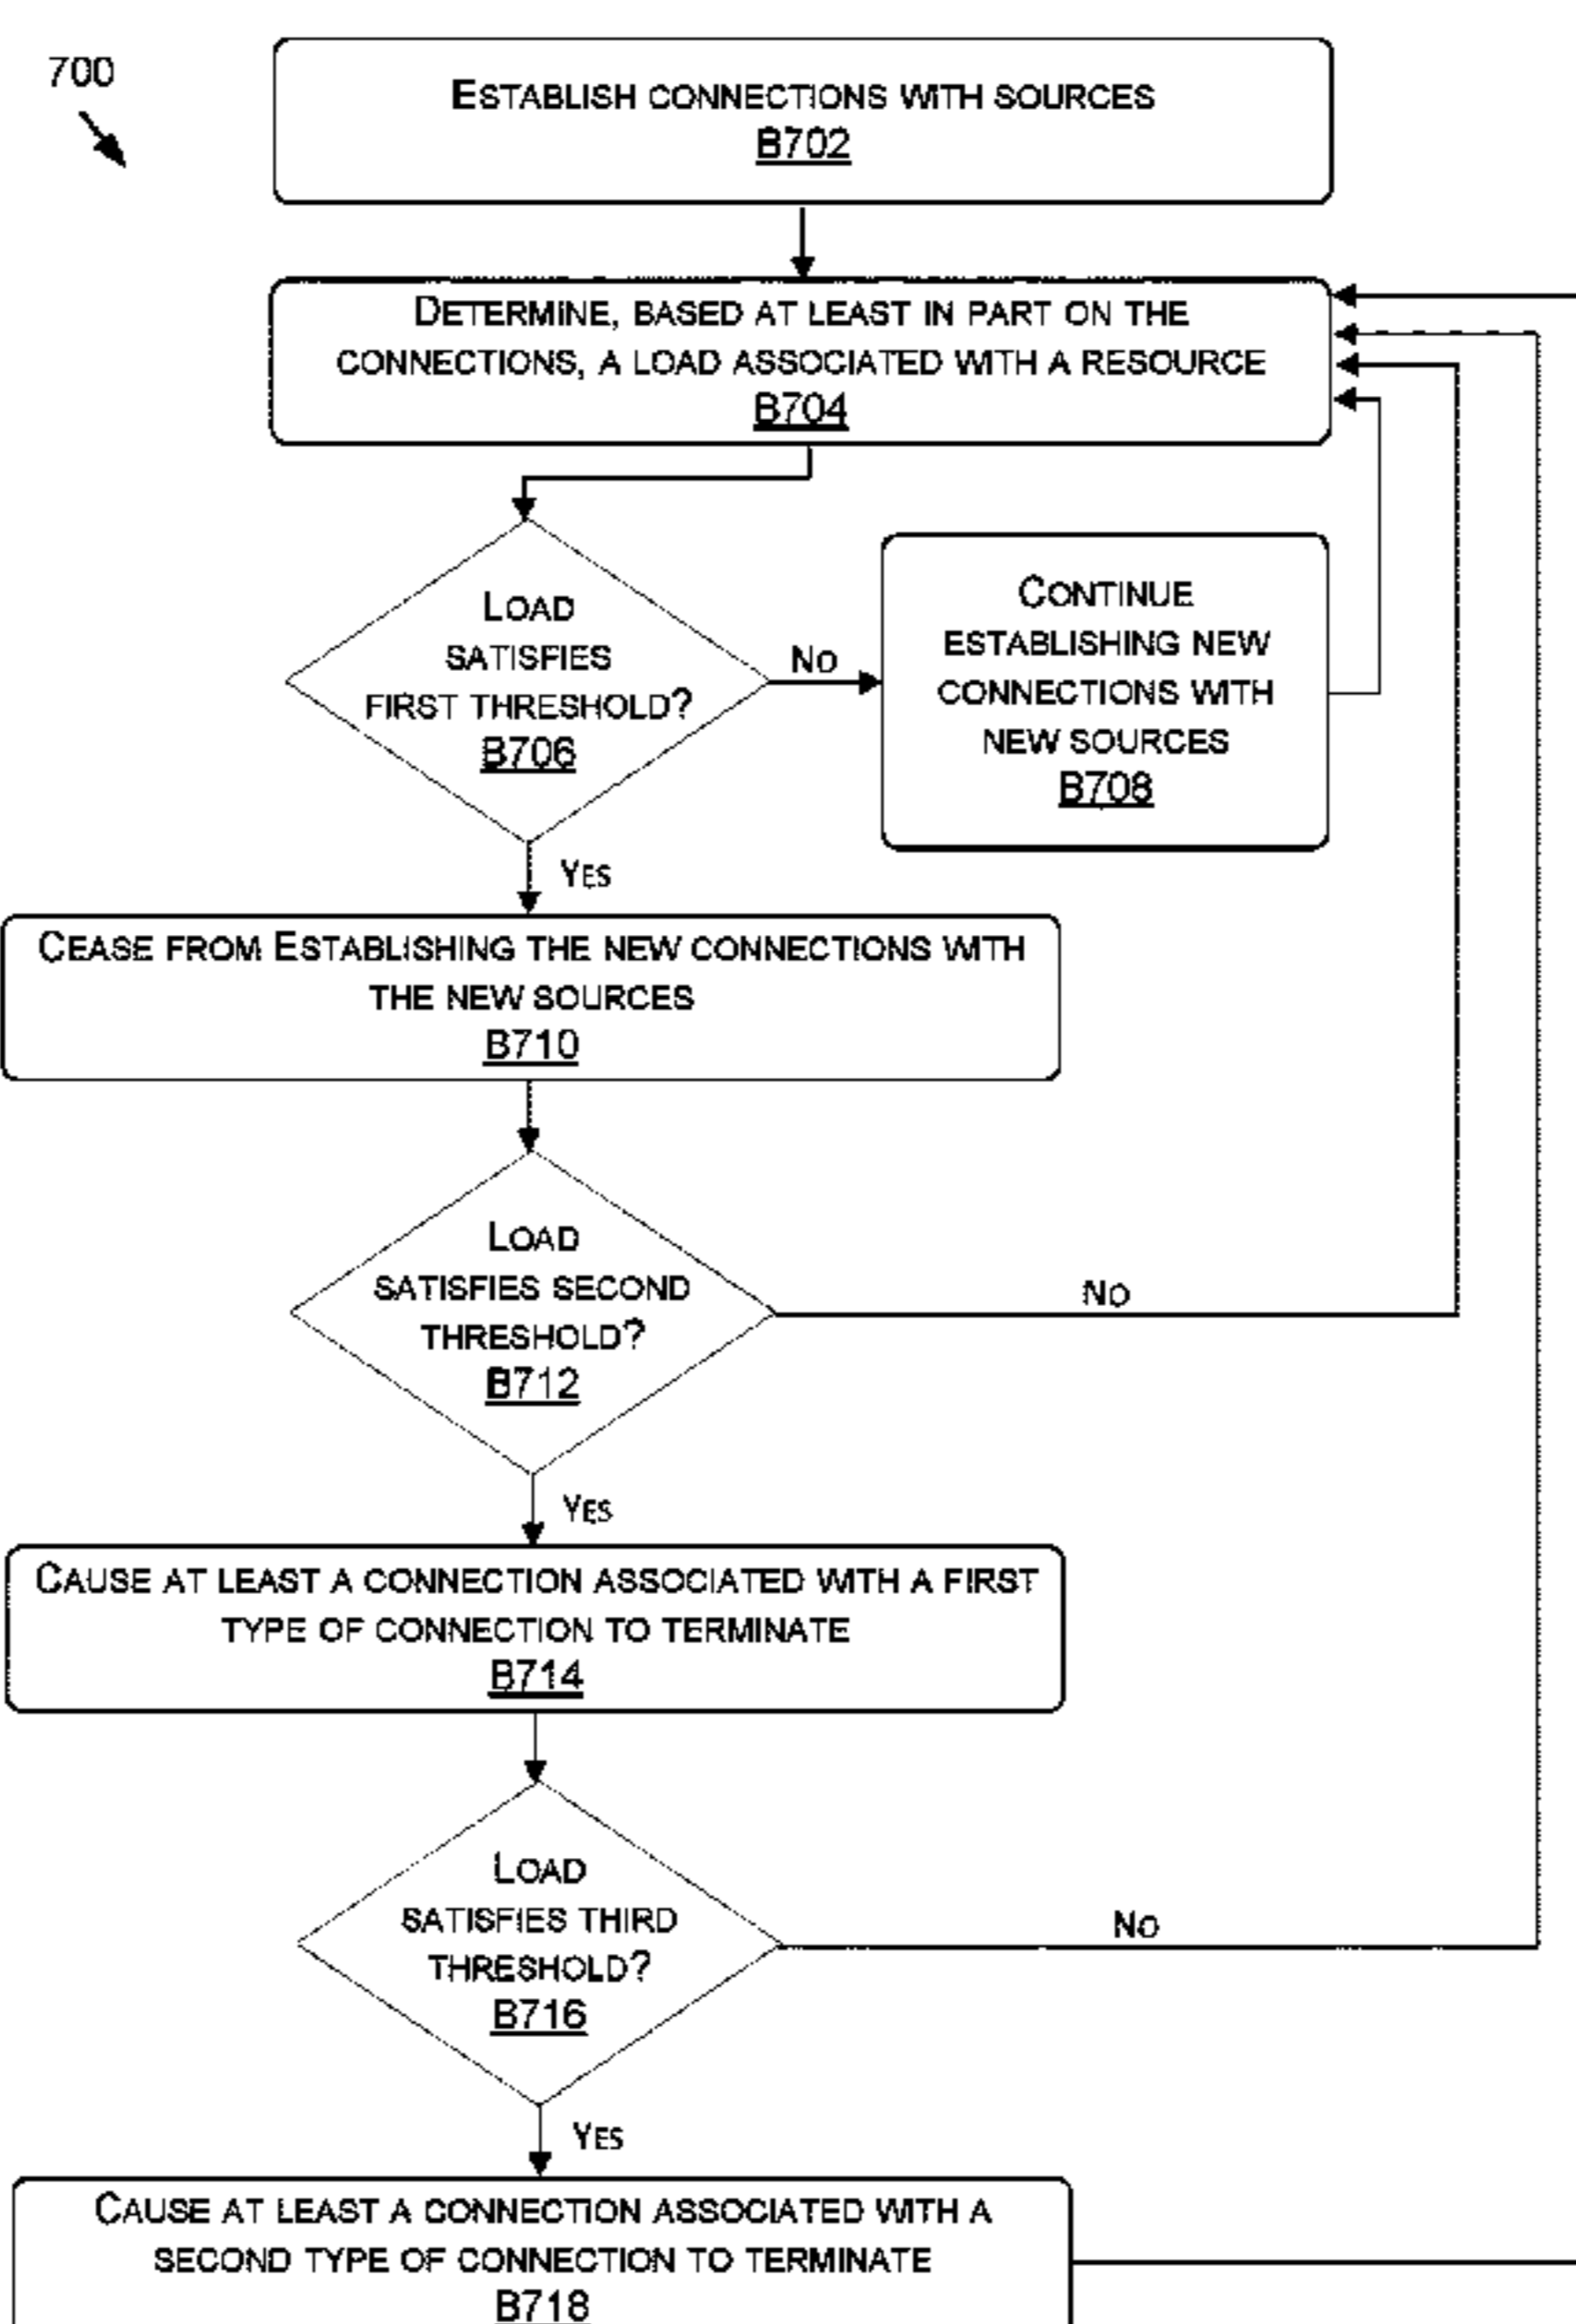 700
ESTABLISH CONNECTIONS WITH SOURCES
B702
DETERMINE, BASED AT LEAST IN PART ON THE
CONNECTIONS, A LOAD ASSOCIATED WITH A RESOURCE
B704
LOAD
SATISFIES
FIRST THRESHOLD?
B706
NO
CONTINUE
ESTABLISHING NEW
CONNECTIONS WITH
NEW SOURCES
B708
YES
CEASE FROM ESTABLISHING THE NEW CONNECTIONS WITH
THE NEW SOURCES
B710
LOAD
SATISFIES SECOND
THRESHOLD?
B712
NO
YES
CAUSE AT LEAST A CONNECTION ASSOCIATED WITH A FIRST
TYPE OF CONNECTION TO TERMINATE
B714
LOAD
SATISFIES THIRD
THRESHOLD?
B716
NO
YES
CAUSE AT LEAST A CONNECTION ASSOCIATED WITH A
SECOND TYPE OF CONNECTION TO TERMINATE
B718